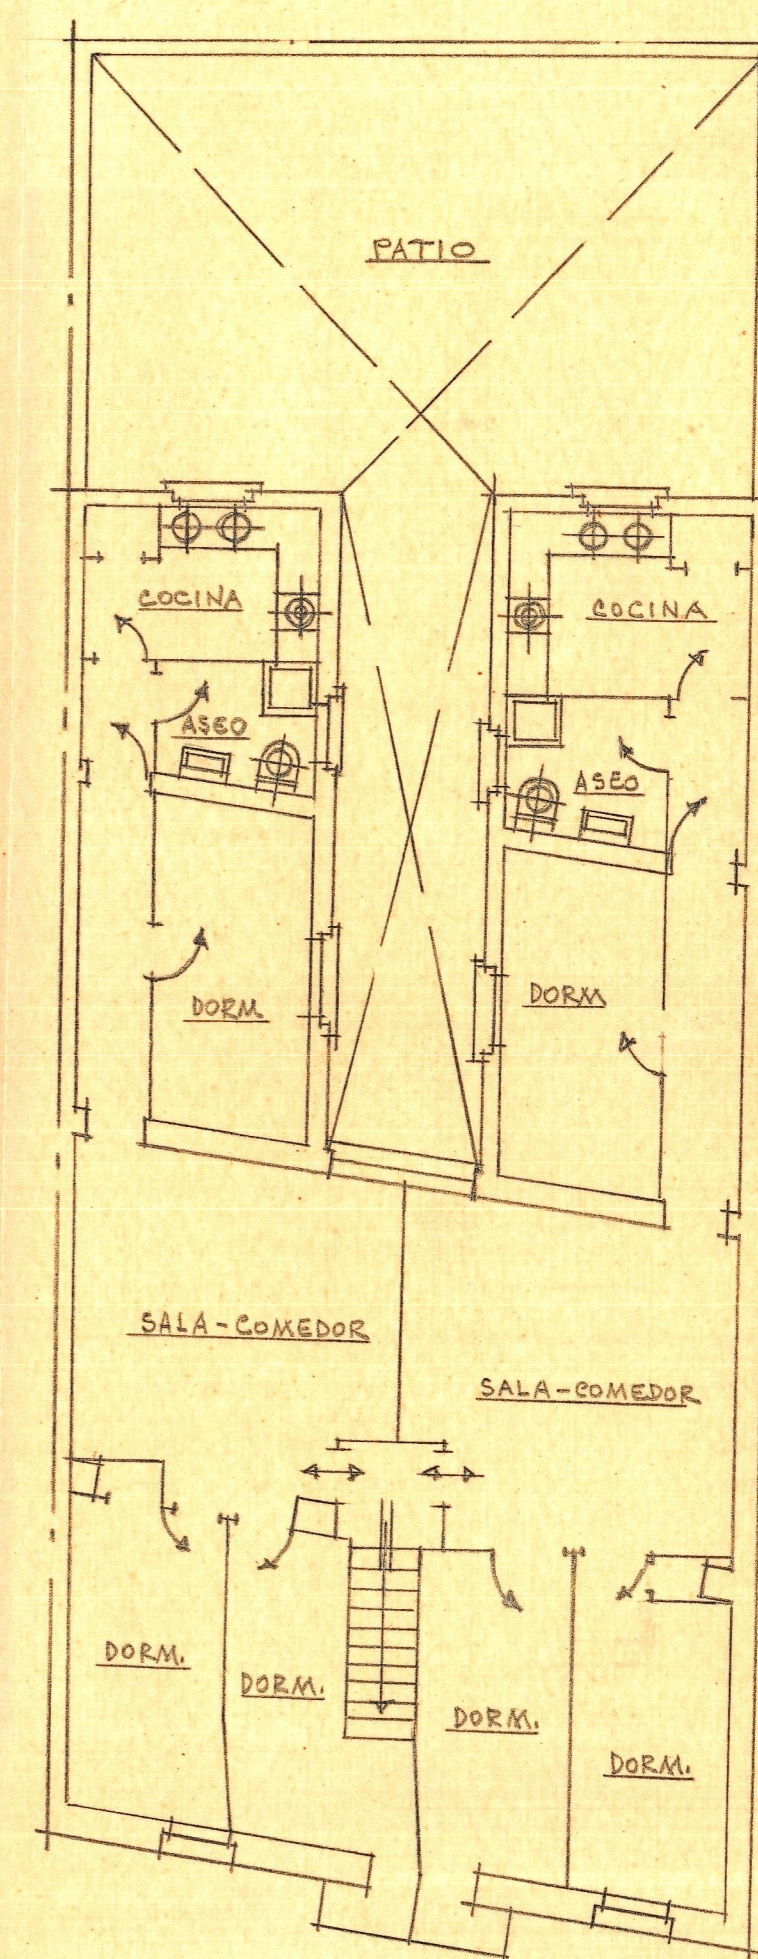 PATIO
COCINA
COCINA
ASEO
ASEO
DORM
DORM
SALA-COMEDOR
SALA-COMEDOR
DORM.
DORM.
DORM.
DORM.